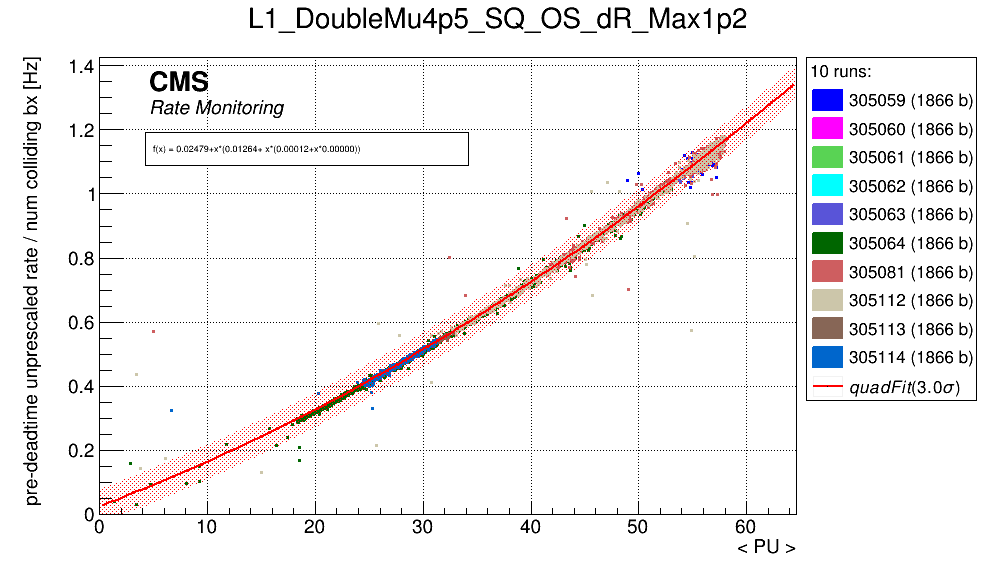 L1_DoubleMu4p5_SQ_OS_dR_Max1p2
pre-deadtime unprescaled rate / num colliding bx [Hz]
1.4
1.2
1
0.8
0.6
0.4
0.2
0
CMS
Rate Monitoring
f(x) = 0.02479+x*(0.01264+ x*(0.00012+x*0.00000))
0 10 20 30 40 50 60
< PU >
10 runs:
305059 (1866 b)
305060 (1866 b)
305061 (1866 b)
305062 (1866 b)
305063 (1866 b)
305064 (1866 b)
305081 (1866 b)
305112 (1866 b)
305113 (1866 b)
305114 (1866 b)
quadFit(3.0σ)